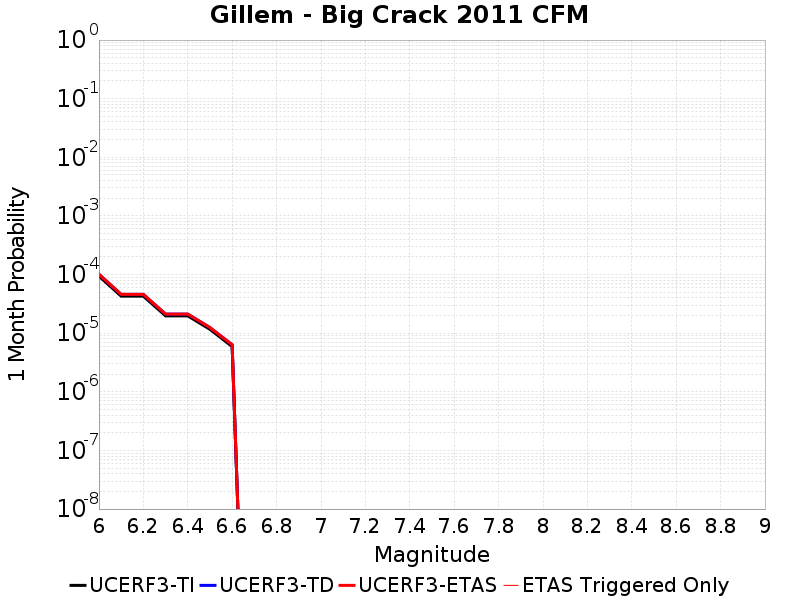 Gillem - Big Crack 2011 CFM
10^0
10^-1
10^-2
10^-3
10^-4
10^-5
10^-6
10^-7
10^-8
1 Month Probability
6 6.2 6.4 6.6 6.8 7 7.2 7.4 7.6 7.8 8 8.2 8.4 8.6 8.8 9
Magnitude
UCERF3-TI UCERF3-TD UCERF3-ETAS ETAS Triggered Only